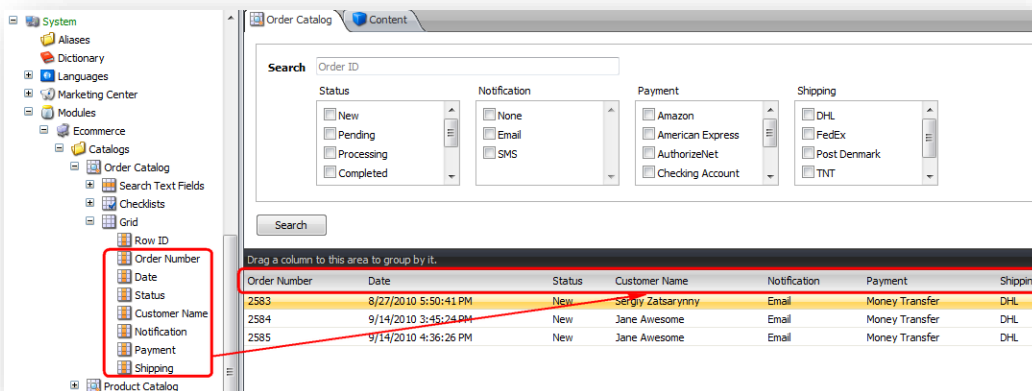 System
Aliases
Dictionary
Languages
Marketing Center
Modules
Ecommerce
Catalogs
Order Catalog
Search Text Fields
Checklists
Grid
Row ID
Order Number
Date
Status
Customer Name
Notification
Payment
Shipping
Product Catalog
Order Catalog Content
Search Order ID
Status Notification Payment Shipping
New None Amazon DHL
Pending Email American Express FedEx
Processing SMS AuthorizeNet Post Denmark
Completed Checking Account TNT
Search
Drag a column to this area to group by it.
Order Number Date Status Customer Name Notification Payment Shippin
2583 8/27/2010 5:50:41 PM New Sergiy Zatsarynny Email Money Transfer DHL
2584 9/14/2010 3:45:24 PM New Jane Awesome Email Money Transfer DHL
2585 9/14/2010 4:36:26 PM New Jane Awesome Email Money Transfer DHL